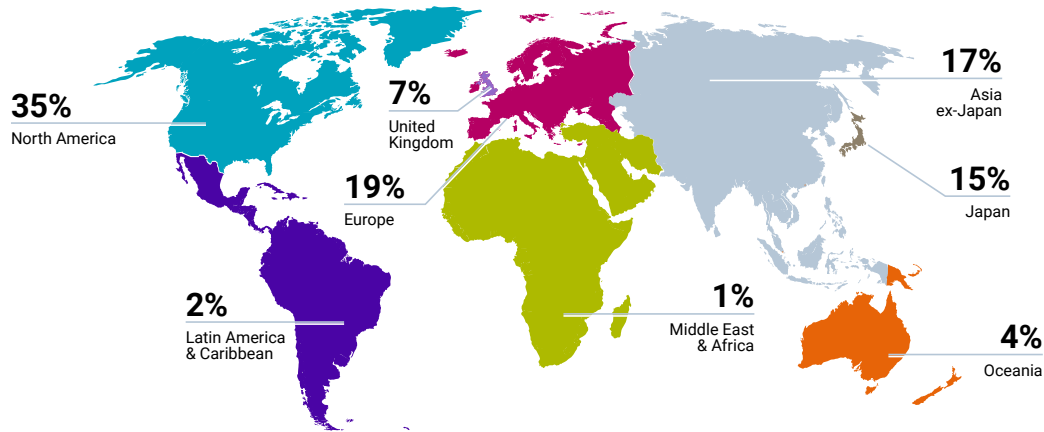 35%
North America
7%
United
Kingdom
19%
Europe
2%
Latin America
& Caribbean
1%
Middle East
& Africa
17%
Asia
ex-Japan
15%
Japan
4%
Oceania